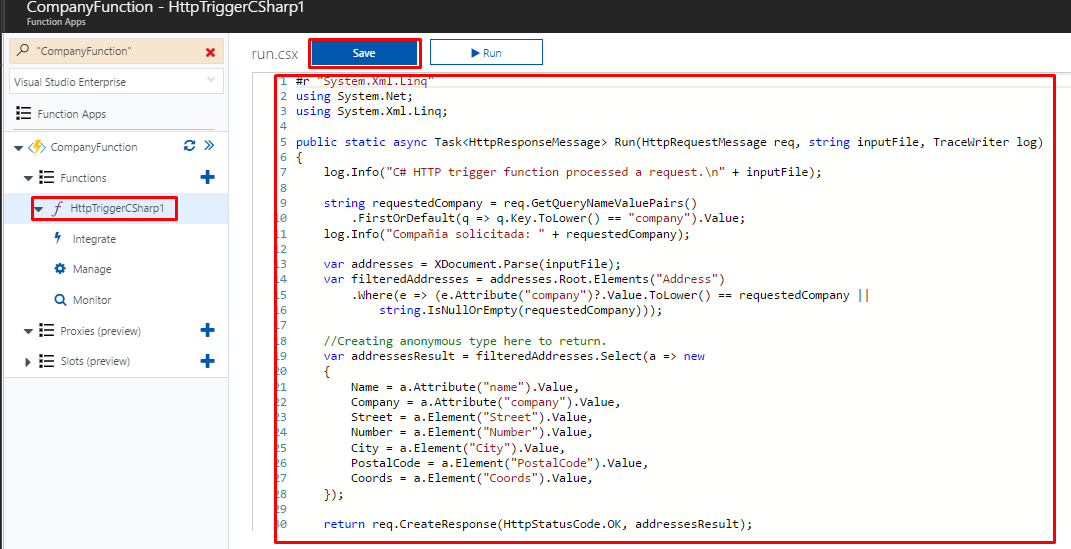 CompanyFunction - HttpTriggerCSharp1
Function Apps
"CompanyFunction"
Visual Studio Enterprise
Function Apps
CompanyFunction
Functions
HttpTriggerCSharp1
Integrate
Manage
Monitor
Proxies (preview)
Slots (preview)
run.csx
Save
Run
1 #r "System.Xml.Linq"
2 using System.Net;
3 using System.Xml.Linq;
4
5 public static async Task<HttpResponseMessage> Run(HttpRequestMessage req, string inputFile, TraceWriter log)
6 {
7 log.Info("C# HTTP trigger function processed a request.\n" + inputFile);
8
9 string requestedCompany = req.GetQueryNameValuePairs()
10 .FirstOrDefault(q => q.Key.ToLower() == "company").Value;
11 log.Info("Compañia solicitada: " + requestedCompany);
12
13 var addresses = XDocument.Parse(inputFile);
14 var filteredAddresses = addresses.Root.Elements("Address")
15 .Where(e => (e.Attribute("company")?.Value.ToLower() == requestedCompany ||
16 string.IsNullOrEmpty(requestedCompany)));
17
18 //Creating anonymous type here to return.
19 var addressesResult = filteredAddresses.Select(a => new
20 {
21 Name = a.Attribute("name").Value,
22 Company = a.Attribute("company").Value,
23 Street = a.Element("Street").Value,
24 Number = a.Element("Number").Value,
25 City = a.Element("City").Value,
26 PostalCode = a.Element("PostalCode").Value,
27 Coords = a.Element("Coords").Value,
28 });
29
30 return req.CreateResponse(HttpStatusCode.OK, addressesResult);